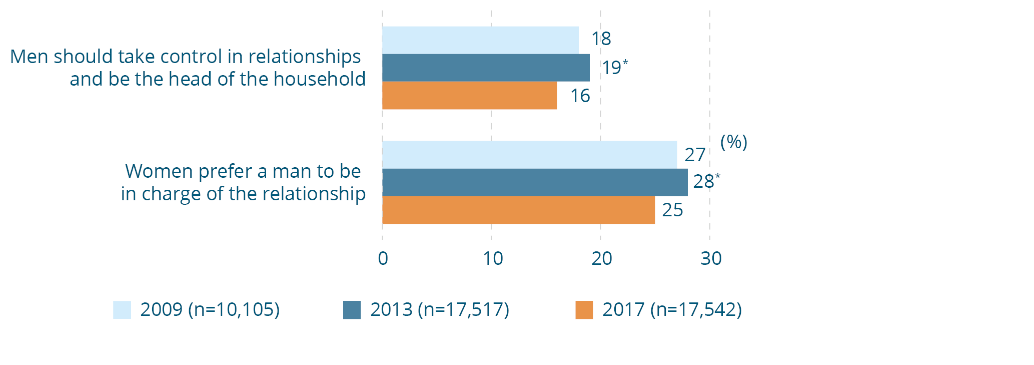 Men should take control in relationships
and be the head of the household
18
19*
16
Women prefer a man to be
in charge of the relationship
(%)
27
28*
25
0 10 20 30
2009 (n=10,105) 2013 (n=17,517) 2017 (n=17,542)